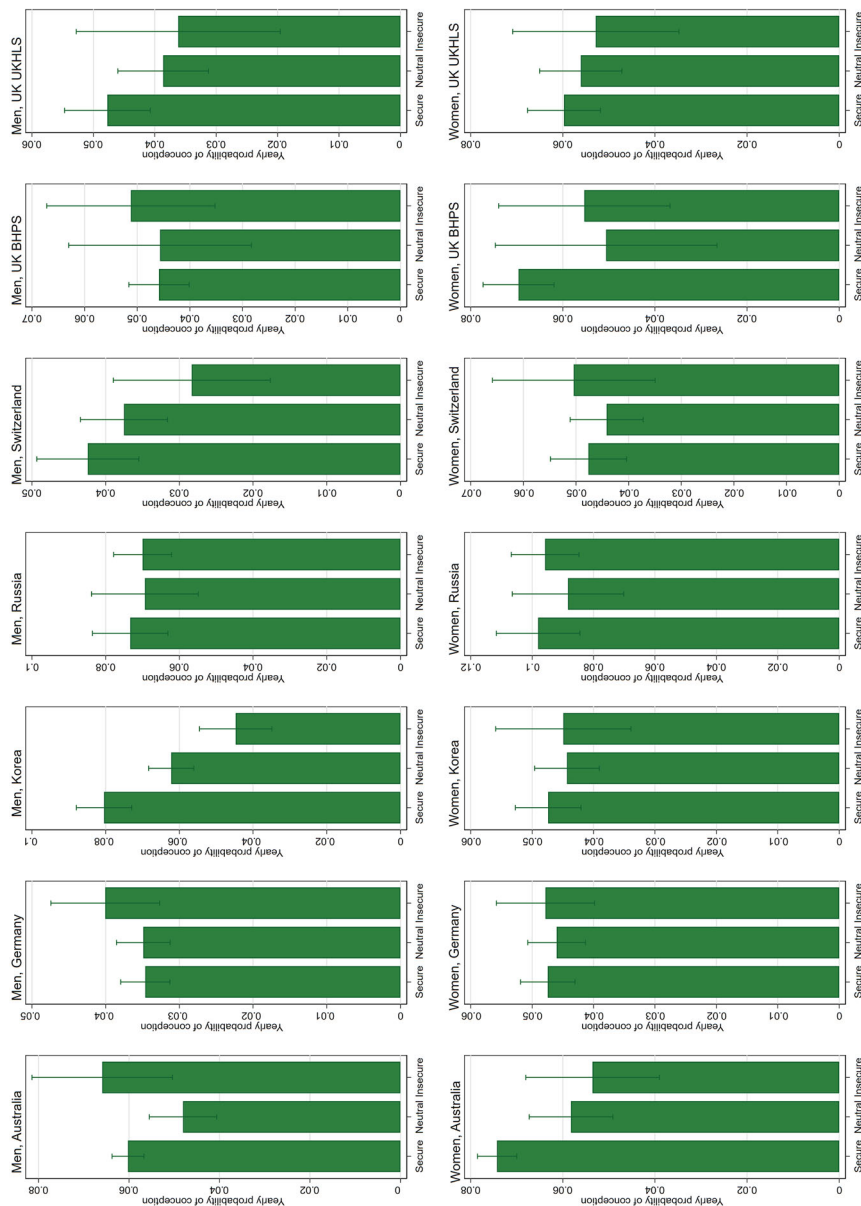 Men, Australia
Yearly probability of conception
0.08
0.06
0.04
0.02
0
Secure Neutral Insecure
Men, Germany
Yearly probability of conception
0.05
0.04
0.03
0.02
0.01
0
Secure Neutral Insecure
Men, Korea
Yearly probability of conception
0.1
0.08
0.06
0.04
0.02
0
Secure Neutral Insecure
Men, Russia
Yearly probability of conception
0.1
0.08
0.06
0.04
0.02
0
Secure Neutral Insecure
Men, Switzerland
Yearly probability of conception
0.05
0.04
0.03
0.02
0.01
0
Secure Neutral Insecure
Men, UK BHPS
Yearly probability of conception
0.07
0.06
0.05
0.04
0.03
0.02
0.01
0
Secure Neutral Insecure
Men, UK UKHLS
Yearly probability of conception
0.06
0.05
0.04
0.03
0.02
0.01
0
Secure Neutral Insecure
Women, Australia
Yearly probability of conception
0.08
0.06
0.04
0.02
0
Secure Neutral Insecure
Women, Germany
Yearly probability of conception
0.06
0.05
0.04
0.03
0.02
0.01
0
Secure Neutral Insecure
Women, Korea
Yearly probability of conception
0.06
0.05
0.04
0.03
0.02
0.01
0
Secure Neutral Insecure
Women, Russia
Yearly probability of conception
0.12
0.1
0.08
0.06
0.04
0.02
0
Secure Neutral Insecure
Women, Switzerland
Yearly probability of conception
0.07
0.06
0.05
0.04
0.03
0.02
0.01
0
Secure Neutral Insecure
Women, UK BHPS
Yearly probability of conception
0.08
0.06
0.04
0.02
0
Secure Neutral Insecure
Women, UK UKHLS
Yearly probability of conception
0.08
0.06
0.04
0.02
0
Secure Neutral Insecure